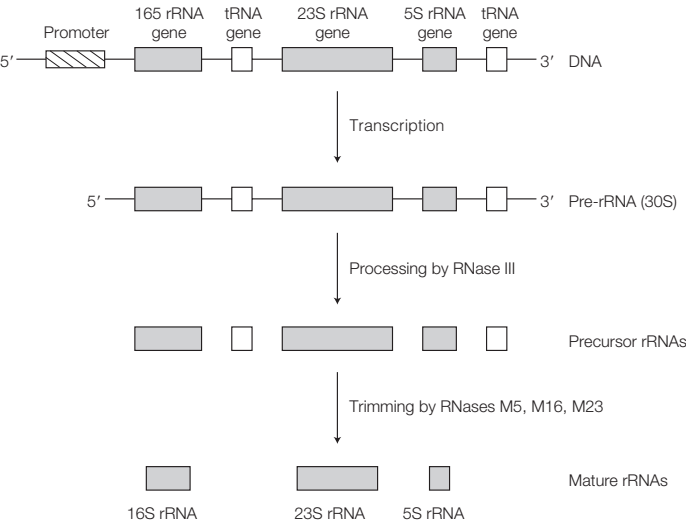 165 rRNA tRNA 23S rRNA 5S rRNA tRNA
Promoter gene gene gene gene gene
5′ 3′ DNA
Transcription
5′ 3′ Pre-rRNA (30S)
Processing by RNase III
Precursor rRNAs
Trimming by RNases M5, M16, M23
Mature rRNAs
16S rRNA 23S rRNA 5S rRNA